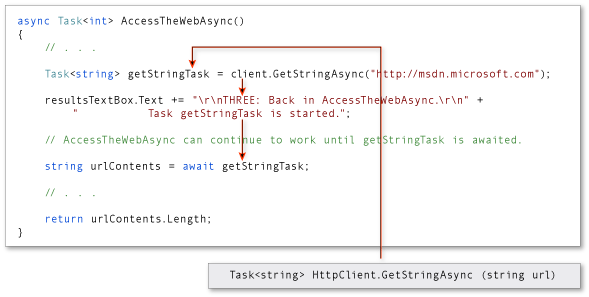 async Task<int> AccessTheWebAsync()
{
// . . .
Task<string> getStringTask = client.GetStringAsync("http://msdn.microsoft.com");
resultsTextBox.Text += "\r\nTHREE: Back in AccessTheWebAsync.\r\n" +
"          Task getStringTask is started.";
// AccessTheWebAsync can continue to work until getStringTask is awaited.
string urlContents = await getStringTask;
// . . .
return urlContents.Length;
}
Task<string> HttpClient.GetStringAsync (string url)